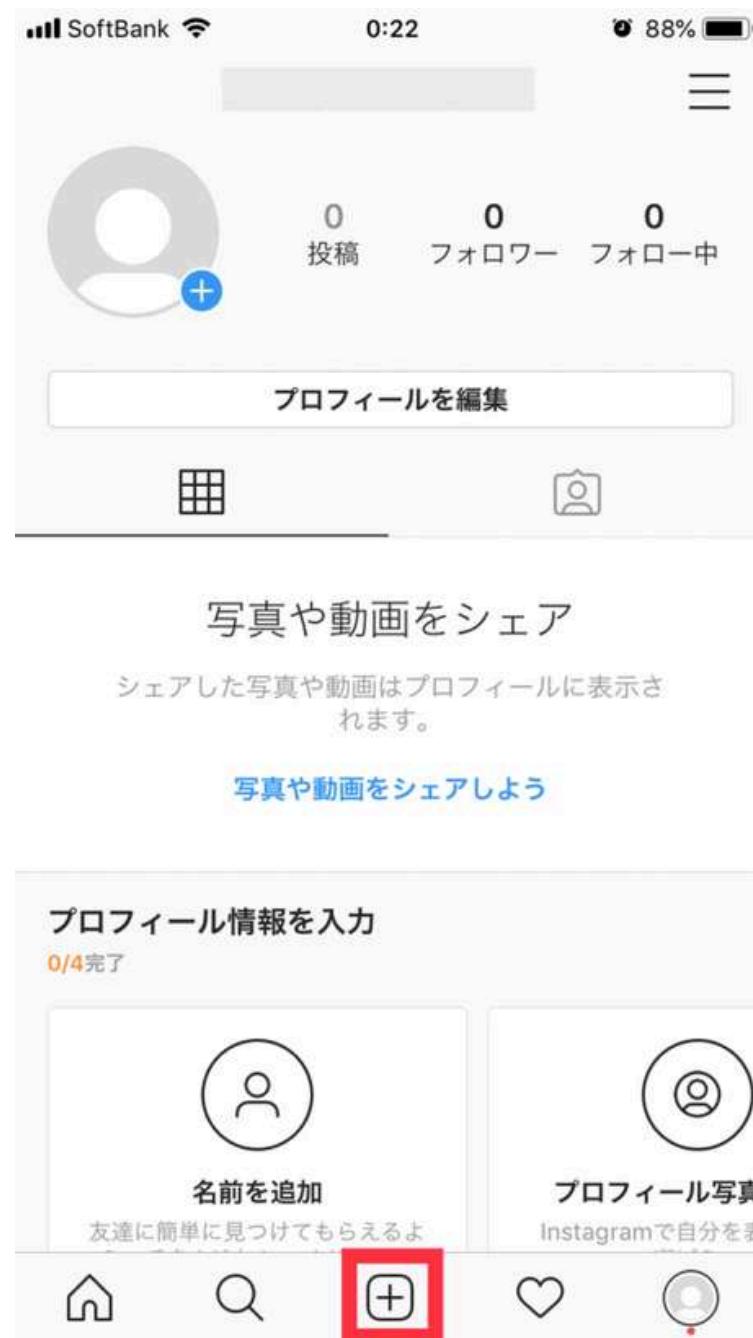 SoftBank 0:22 88%
0 0 0
投稿 フォロワー フォロー中
プロフィールを編集
写真や動画をシェア
シェアした写真や動画はプロフィールに表示さ
れます。
写真や動画をシェアしよう
プロフィール情報を入力
0/4完了
名前を追加 プロフィール写真
友達に簡単に見つけてもらえるよ Instagramで自分を表